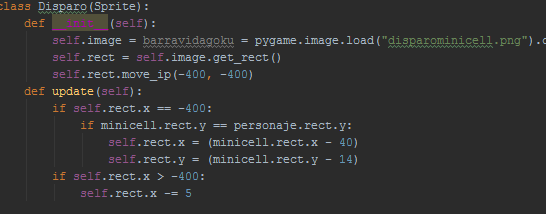 class Disparo(Sprite):
    def __init__(self):
        self.image = barravidagoku = pygame.image.load("disparominicell.png").c
        self.rect = self.image.get_rect()
        self.rect.move_ip(-400, -400)
    def update(self):
        if self.rect.x == -400:
            if minicell.rect.y == personaje.rect.y:
                self.rect.x = (minicell.rect.x - 40)
                self.rect.y = (minicell.rect.y - 14)
        if self.rect.x > -400:
            self.rect.x -= 5